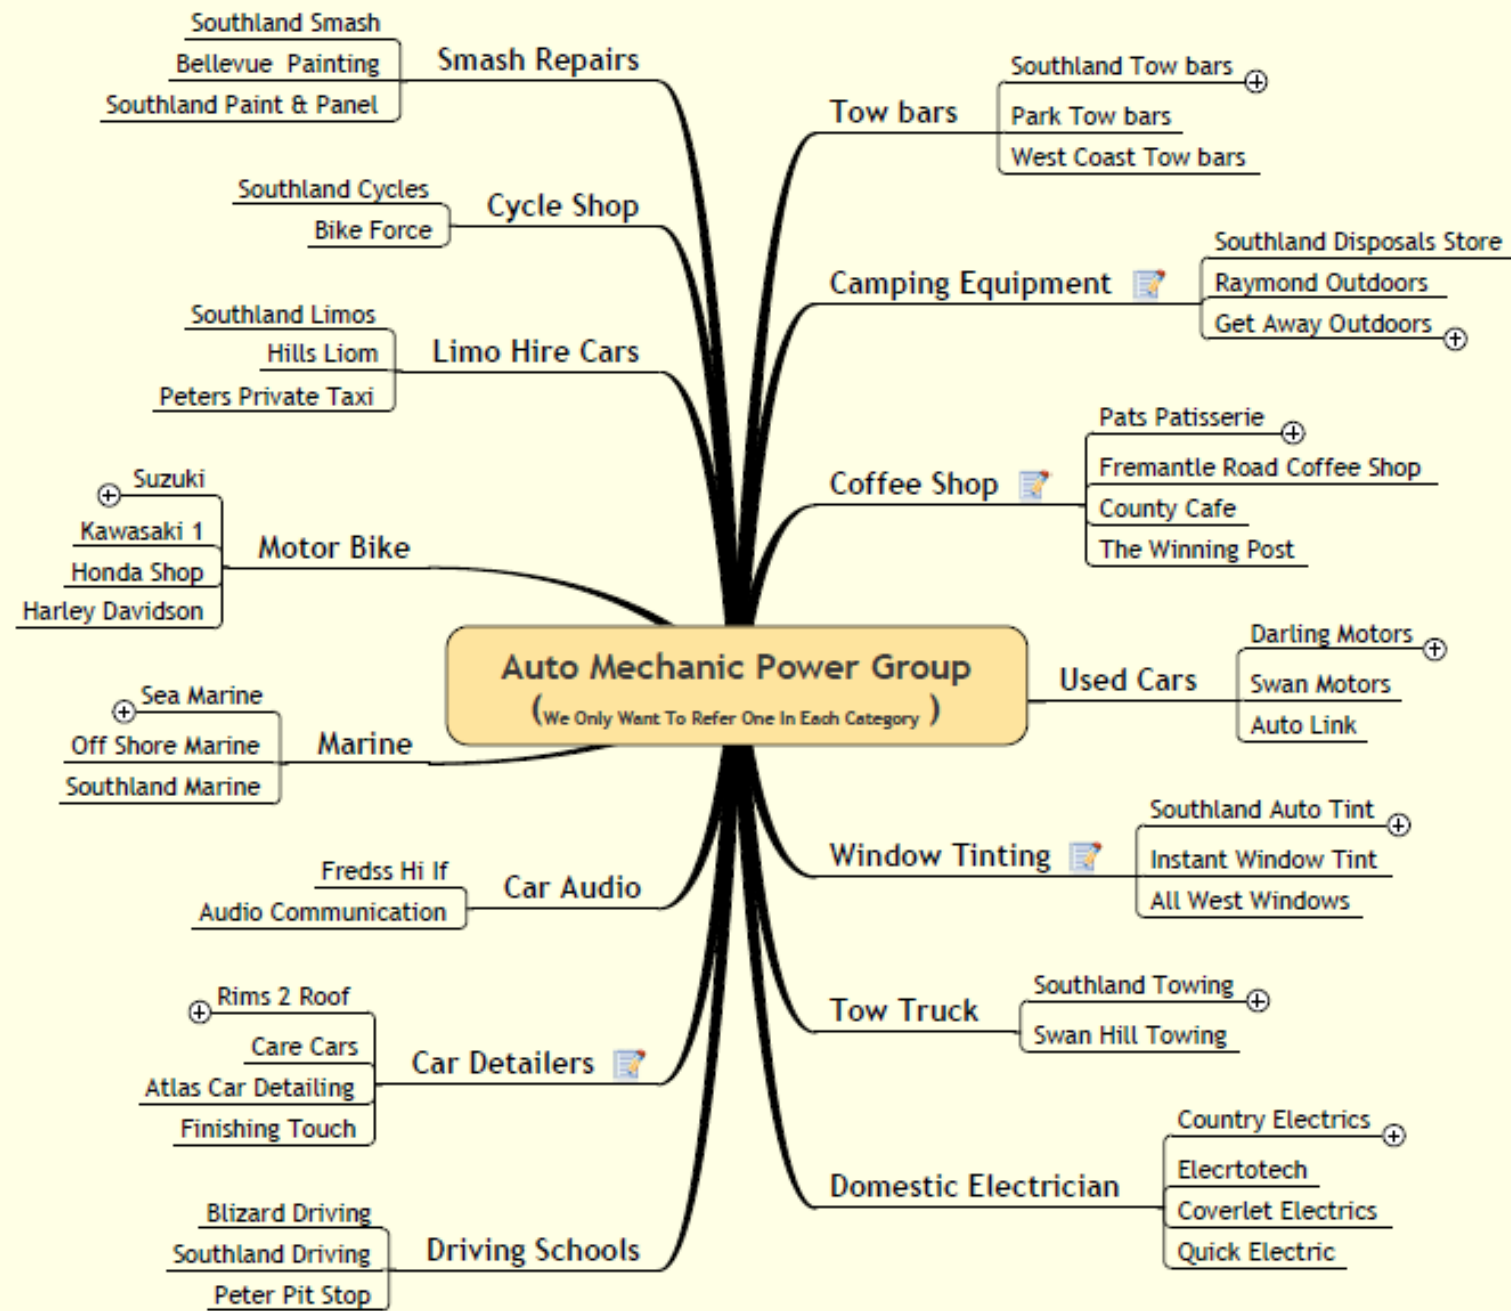 Southland Smash
Bellevue Painting
Southland Paint & Panel
Smash Repairs
Southland Cycles
Bike Force
Cycle Shop
Southland Limos
Hills Liom
Peters Private Taxi
Limo Hire Cars
Suzuki
Kawasaki 1
Honda Shop
Harley Davidson
Motor Bike
Sea Marine
Off Shore Marine
Southland Marine
Marine
Fredss Hi If
Audio Communication
Car Audio
Rims 2 Roof
Care Cars
Atlas Car Detailing
Finishing Touch
Car Detailers
Blizard Driving
Southland Driving
Peter Pit Stop
Driving Schools
Auto Mechanic Power Group
(We Only Want To Refer One In Each Category )
Tow bars
Southland Tow bars
Park Tow bars
West Coast Tow bars
Camping Equipment
Southland Disposals Store
Raymond Outdoors
Get Away Outdoors
Coffee Shop
Pats Patisserie
Fremantle Road Coffee Shop
County Cafe
The Winning Post
Used Cars
Darling Motors
Swan Motors
Auto Link
Window Tinting
Southland Auto Tint
Instant Window Tint
All West Windows
Tow Truck
Southland Towing
Swan Hill Towing
Domestic Electrician
Country Electrics
Elecrtotech
Coverlet Electrics
Quick Electric